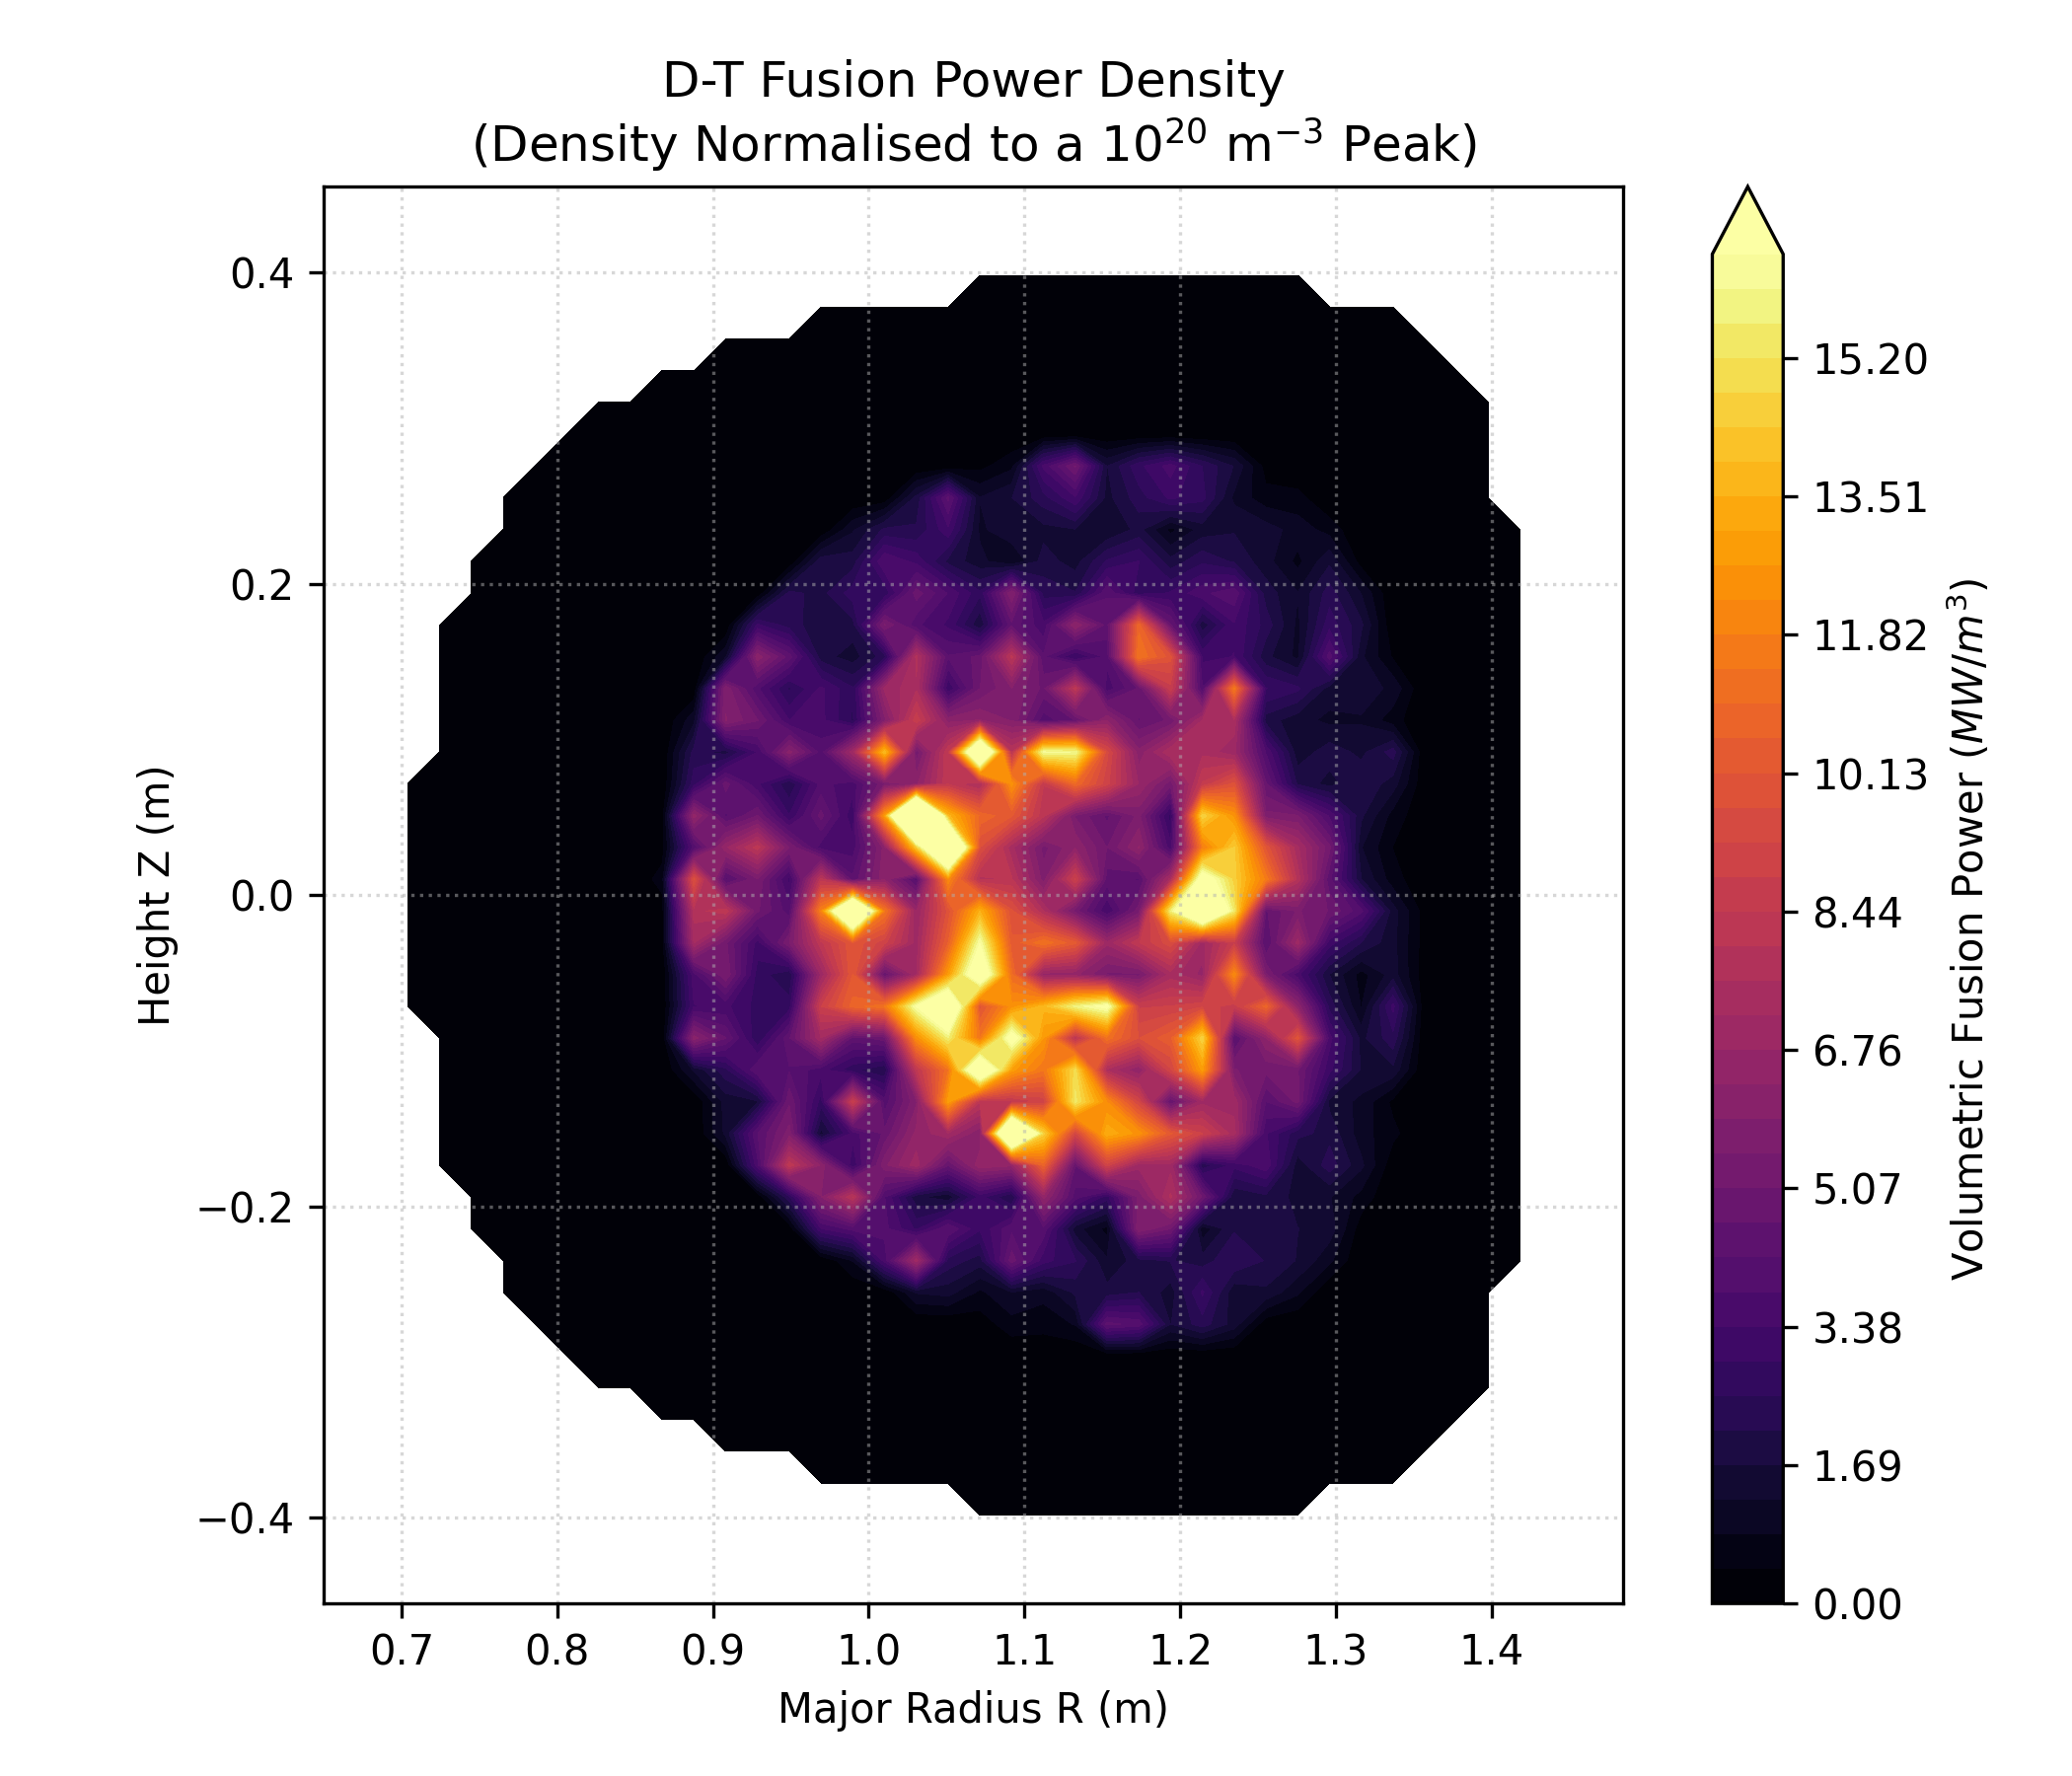 D-T Fusion Power Density
(Density Normalised to a 10²⁰ m⁻³ Peak)
0.4
0.2
0.0
−0.2
−0.4
Height Z (m)
0.7 0.8 0.9 1.0 1.1 1.2 1.3 1.4
Major Radius R (m)
15.20
13.51
11.82
10.13
8.44
6.76
5.07
3.38
1.69
0.00
Volumetric Fusion Power (MW/m³)